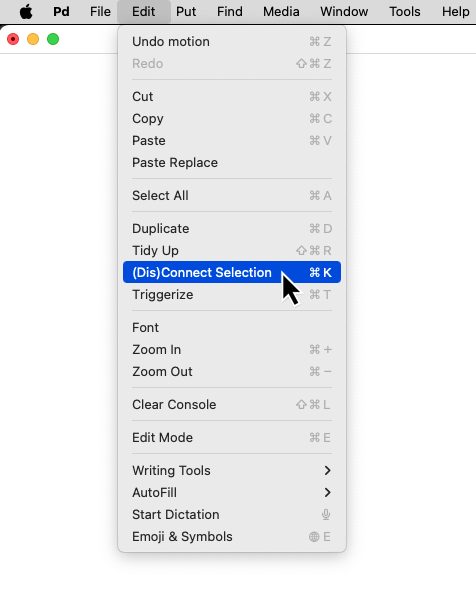 Pd File Edit Put Find Media Window Tools Help
Undo motion ⌘ Z
Redo ⇧ ⌘ Z
Cut ⌘ X
Copy ⌘ C
Paste ⌘ V
Paste Replace
Select All ⌘ A
Duplicate ⌘ D
Tidy Up ⇧ ⌘ R
(Dis)Connect Selection ⌘ K
Triggerize ⌘ T
Font
Zoom In ⌘ +
Zoom Out ⌘ −
Clear Console ⇧ ⌘ L
Edit Mode ⌘ E
Writing Tools
AutoFill
Start Dictation
Emoji & Symbols E